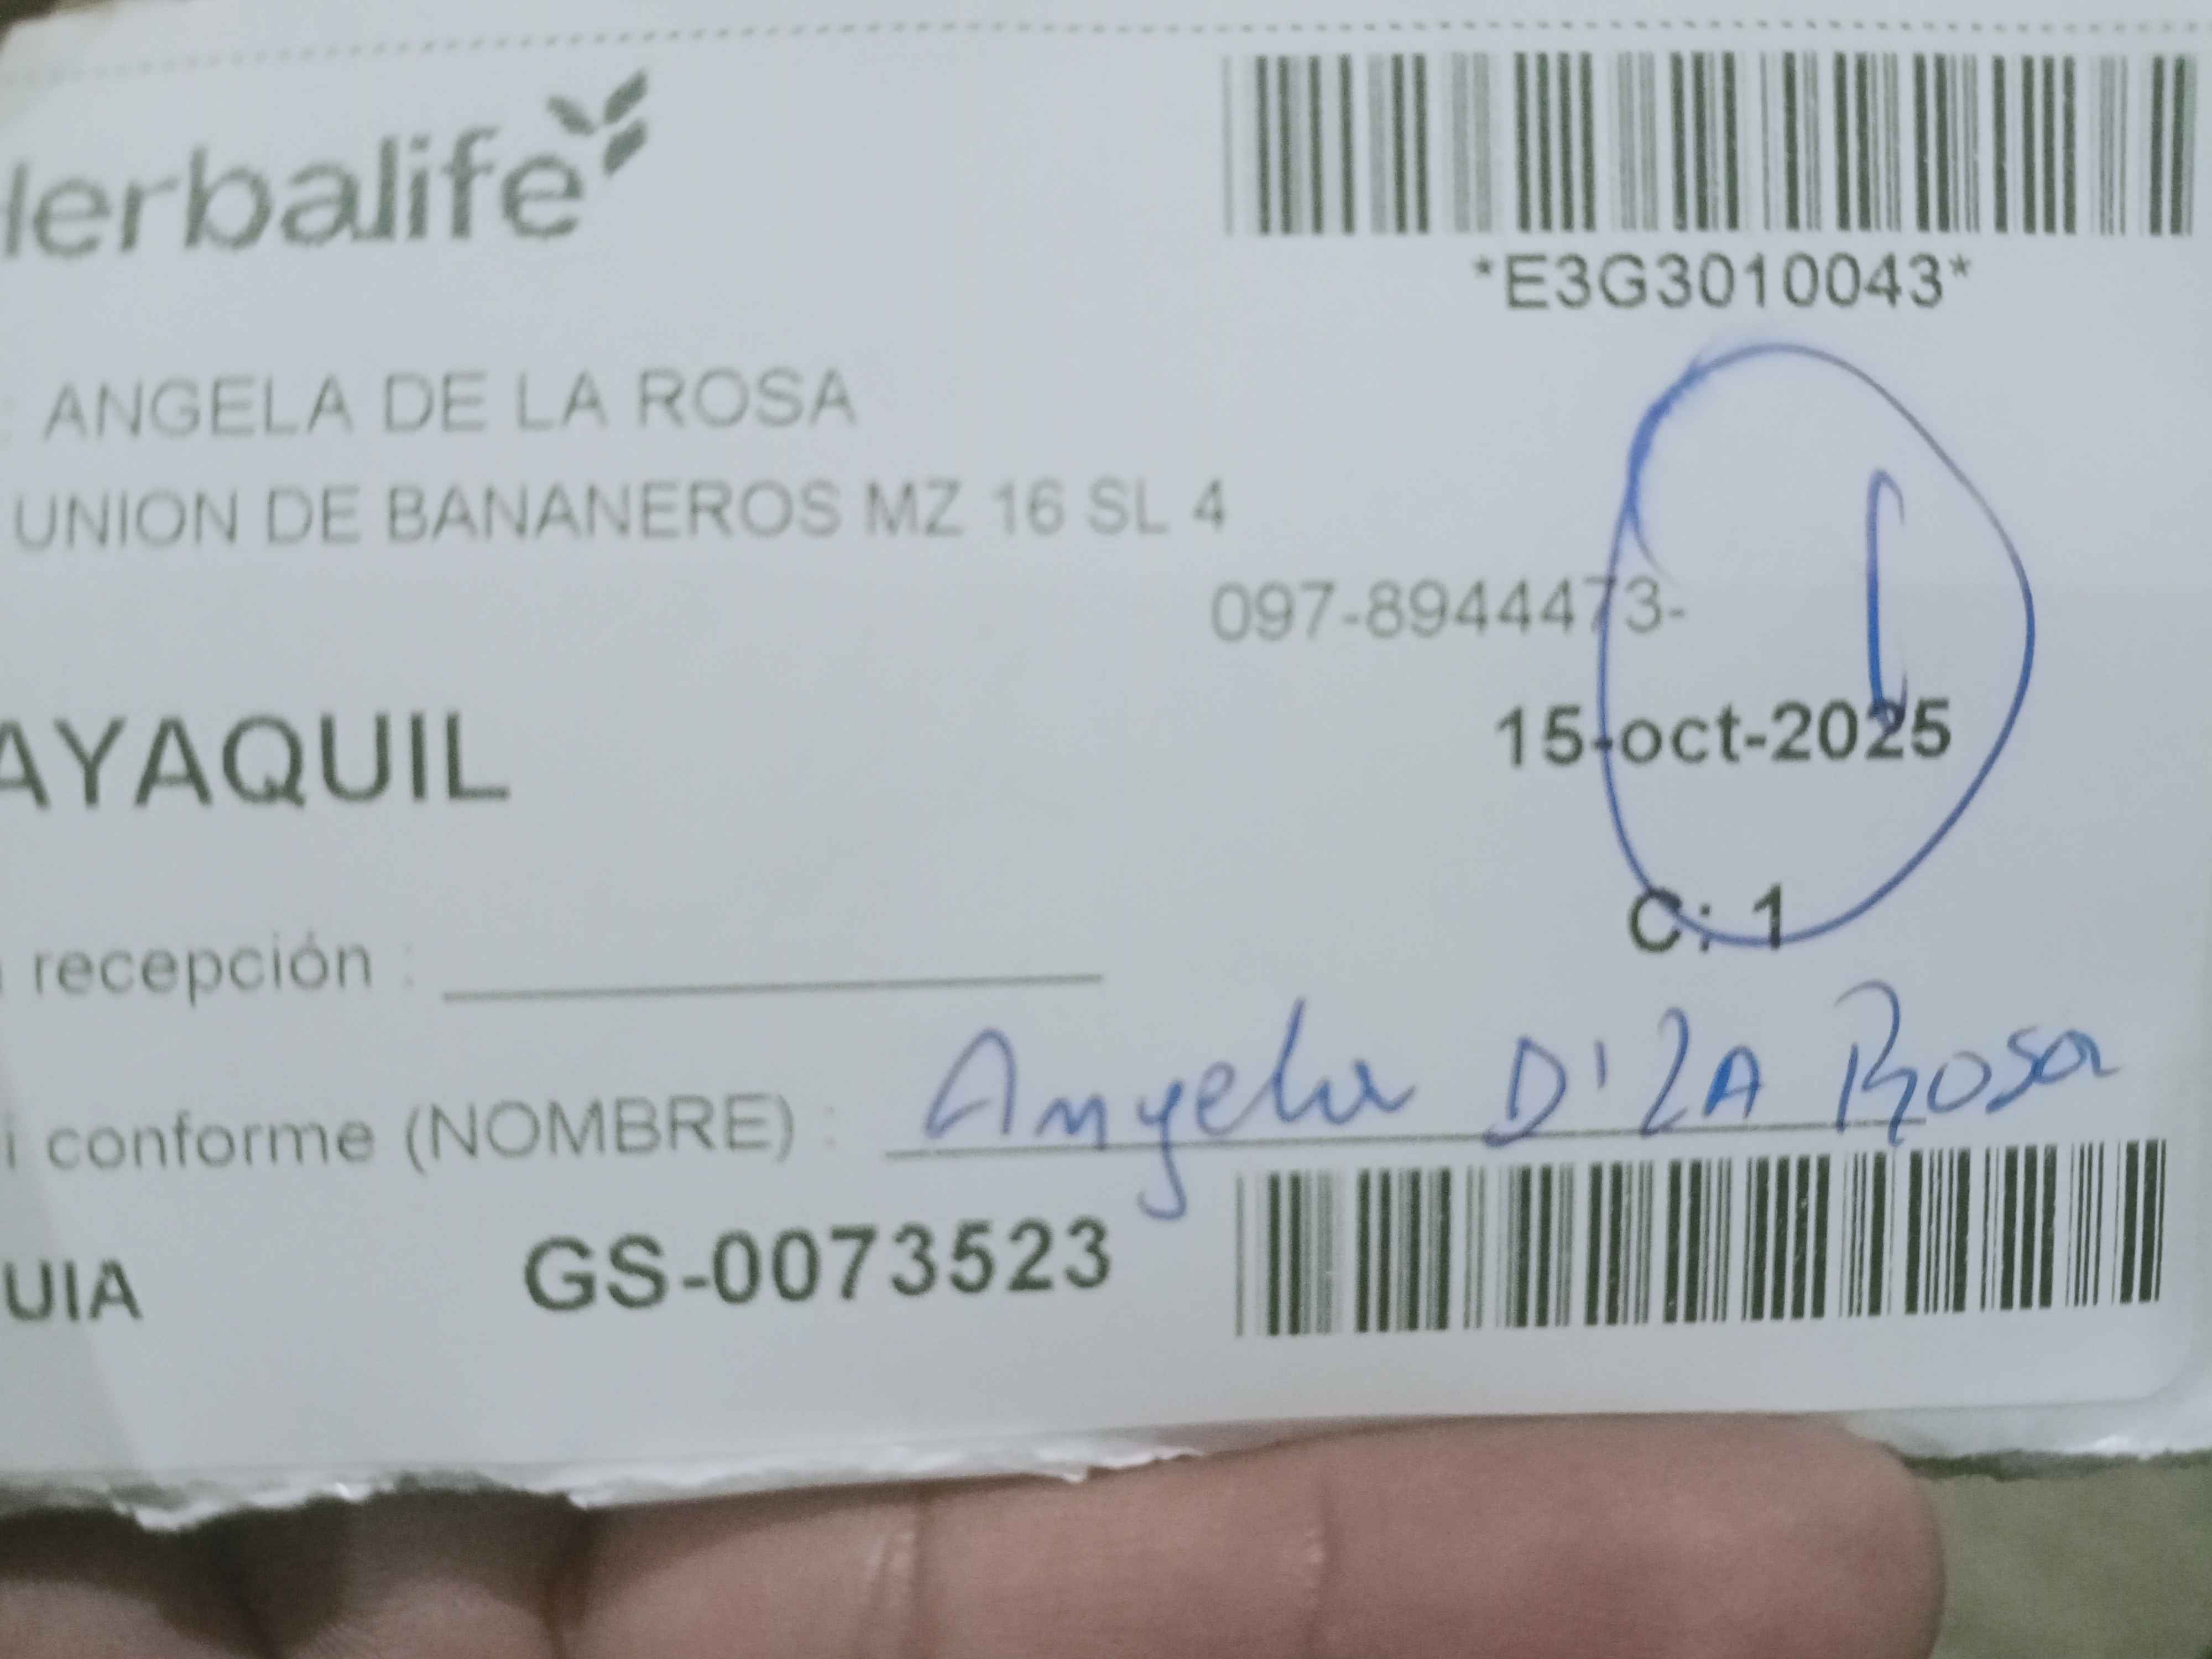 Herbalife
*E3G3010043*
: ANGELA DE LA ROSA
UNION DE BANANEROS MZ 16 SL 4
097-8944473-
AYAQUIL
15-oct-2025
C: 1
recepción :
i conforme (NOMBRE) : Angela D' LA Rosa
UIA GS-0073523